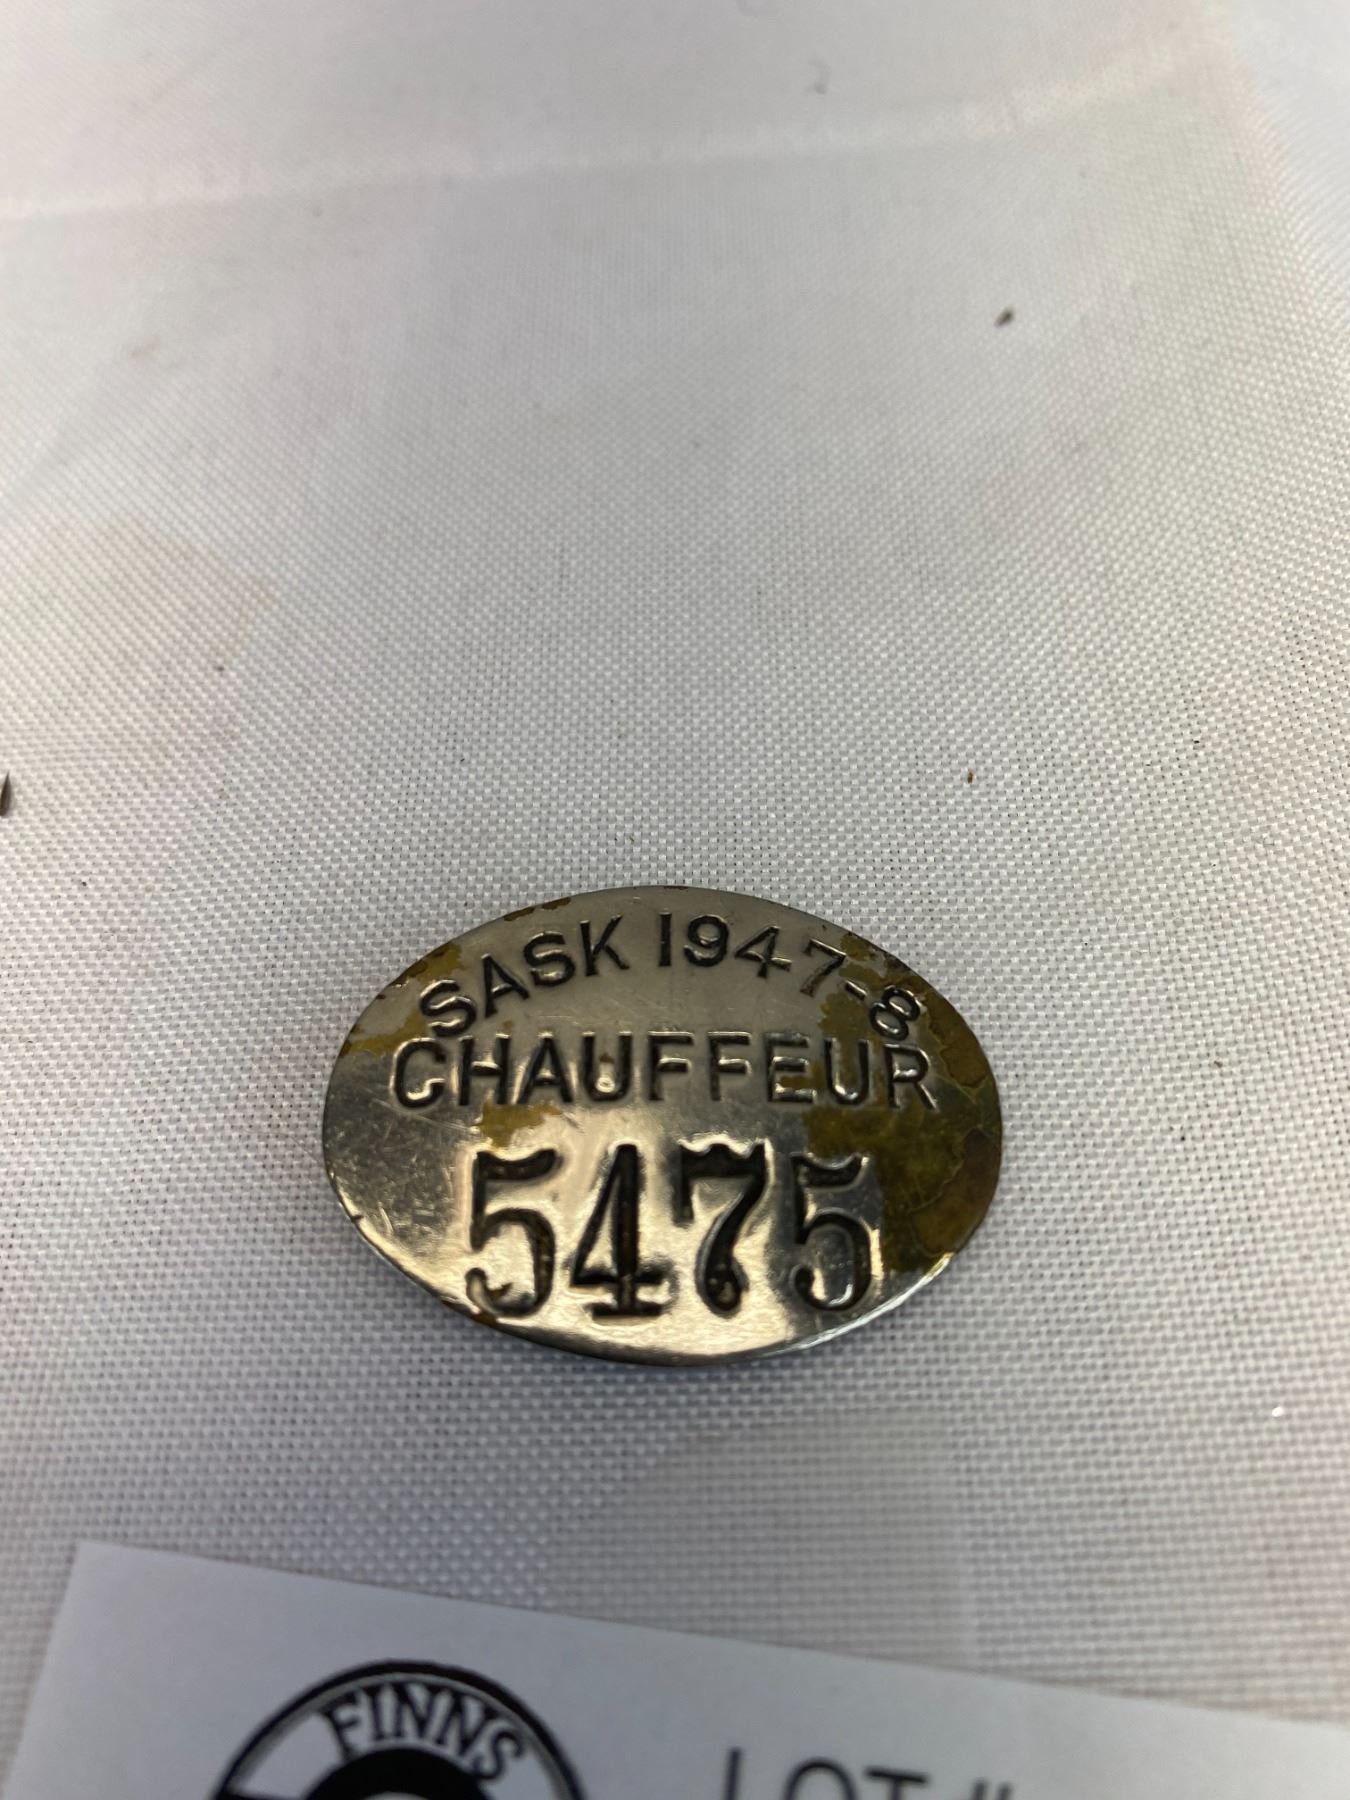 SASK 1947-8
CHAUFFEUR
5475
FINNS
LOT #